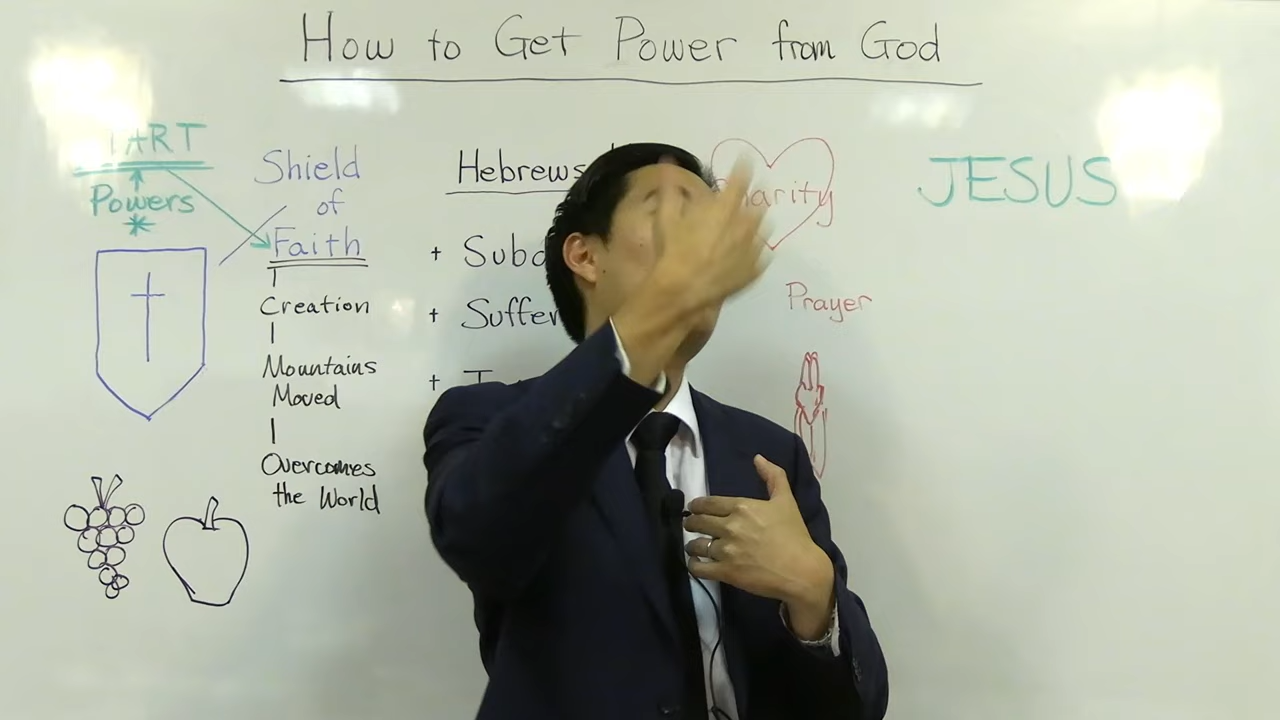 How to Get Power from God
Powers
*
Shield
of
Faith
Creation
Mountains
Moved
Overcomes
the World
Hebrews
+
+
+
Prayer
JESUS